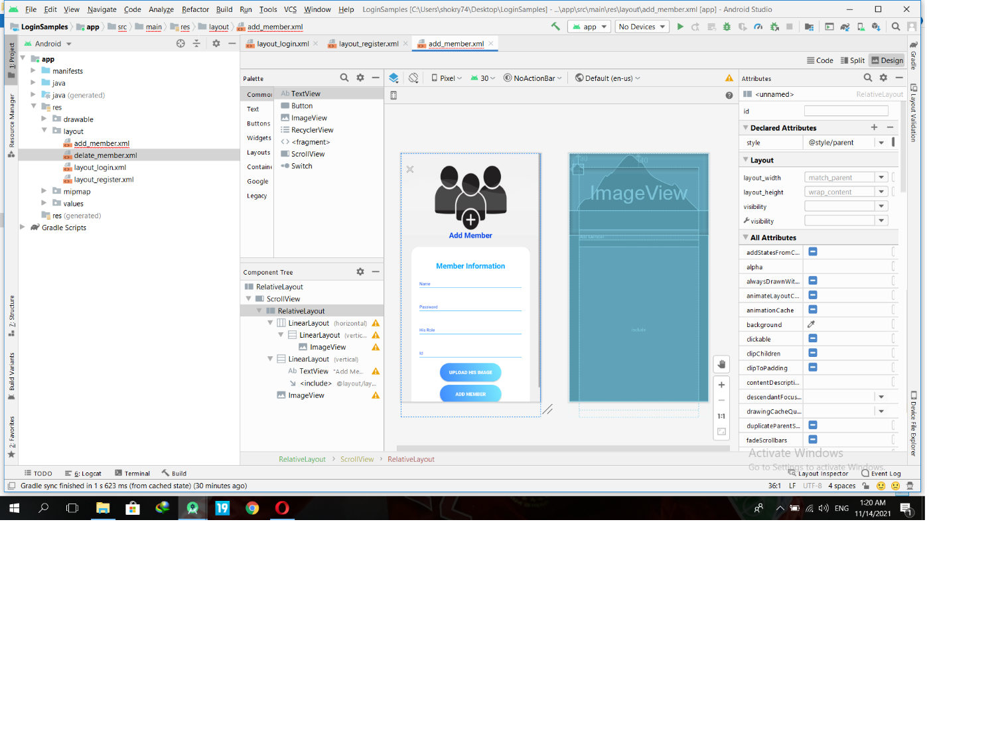 File Edit View Navigate Code Analyze Refactor Build Run Tools VCS Window Help LoginSamples [C:\Users\shokry74\Desktop\LoginSamples] - ...\app\src\main\res\layout\add_member.xml [app] - Android Studio
LoginSamples app src main res layout add_member.xml app No Devices
Android layout_login.xml layout_register.xml add_member.xml
Code Split Design
1: Project
Resource Manager
7: Structure
Build Variants
2: Favorites
app
manifests
java
java (generated)
res
drawable
layout
add_member.xml
delate_member.xml
layout_login.xml
layout_register.xml
mipmap
values
res (generated)
Gradle Scripts
Palette
Commo
Text
Buttons
Widgets
Layouts
Contain
Google
Legacy
Ab TextView
Button
ImageView
RecyclerView
<fragment>
ScrollView
Switch
Component Tree
RelativeLayout
ScrollView
RelativeLayout
LinearLayout (horizontal)
LinearLayout (vertic...
ImageView
LinearLayout (vertical)
Ab TextView "Add Me...
<include> @layout/lay...
ImageView
Pixel 30 NoActionBar Default (en-us)
Add Member
Member Information
Name
Password
His Role
Id
UPLOAD HIS IMAGE
ADD MEMBER
ImageView
Add Member
include
1:1
RelativeLayout ScrollView RelativeLayout
Attributes
<unnamed> RelativeLayout
id
Declared Attributes
style @style/parent
Layout
layout_width match_parent
layout_height wrap_content
visibility
visibility
All Attributes
addStatesFromC...
alpha
alwaysDrawnWit...
animateLayoutC...
animationCache
background
clickable
clipChildren
clipToPadding
contentDescripti...
descendantFocus...
drawingCacheQu...
duplicateParentS...
fadeScrollbars
Activate Windows
Go to Settings to activate Windows.
Gradle
Layout Validation
Device File Explorer
TODO 6: Logcat Terminal Build Layout Inspector Event Log
Gradle sync finished in 1 s 623 ms (from cached state) (30 minutes ago) 36:1 LF UTF-8 4 spaces
19
ENG
1:20 AM
11/14/2021
1